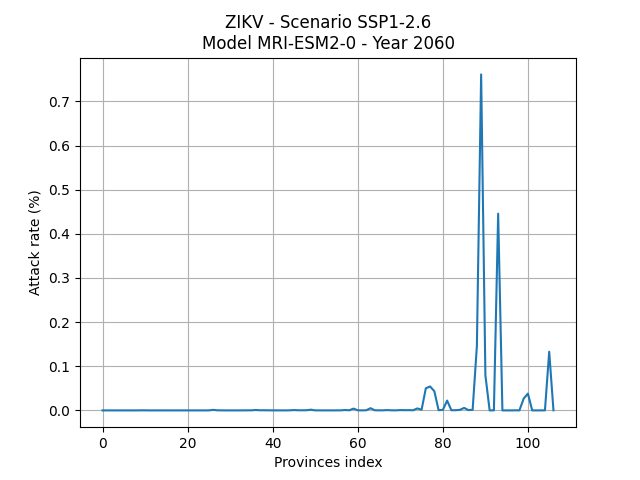 ZIKV - Scenario SSP1-2.6
Model MRI-ESM2-0 - Year 2060
0.7
0.6
0.5
0.4
0.3
0.2
0.1
0.0
Attack rate (%)
0 20 40 60 80 100
Provinces index